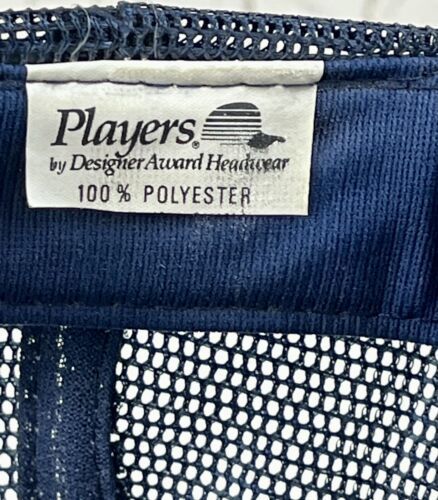 Players®
by Designer Award Headwear
100% POLYESTER